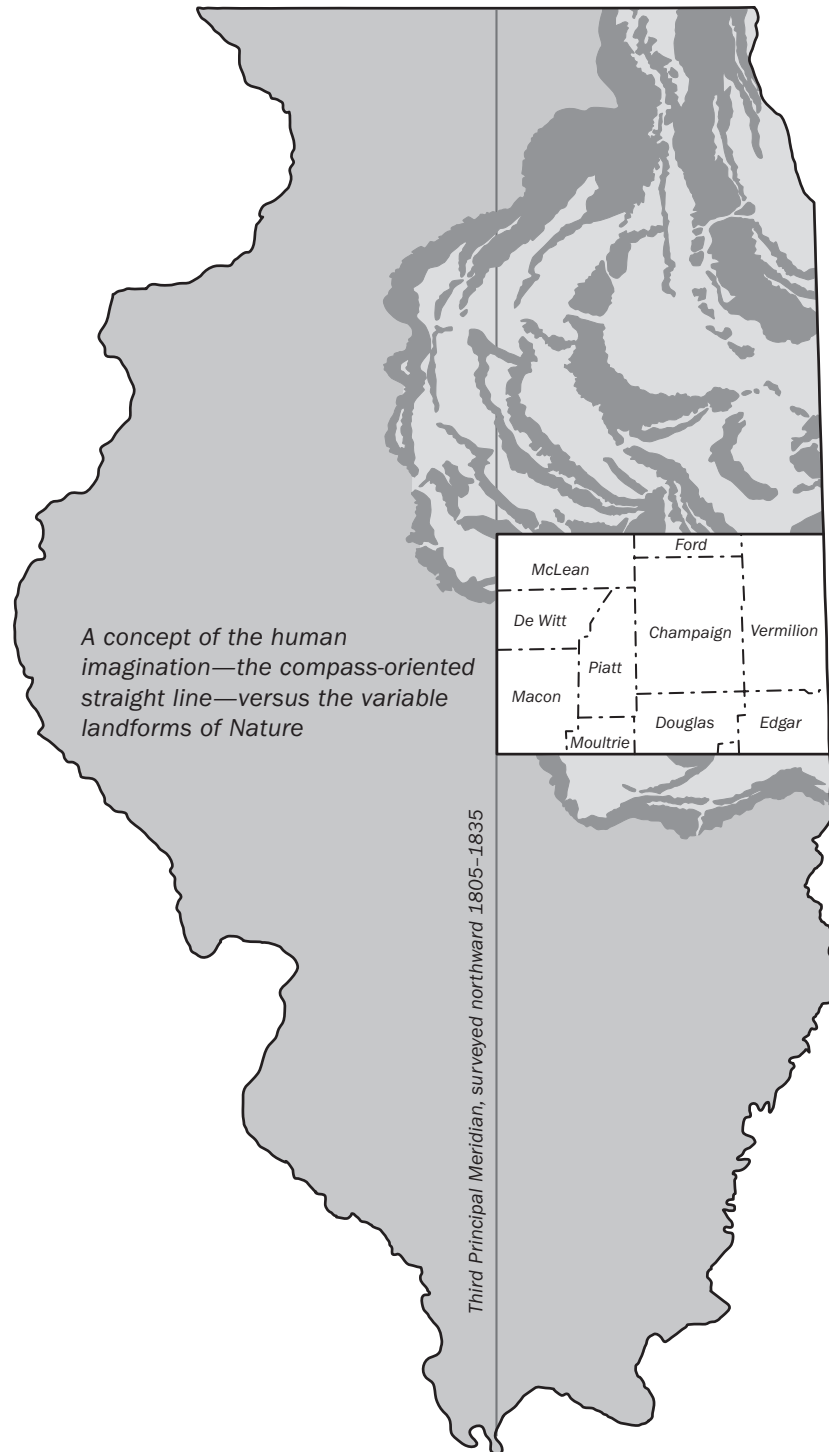 Ford
McLean
De Witt
Champaign
Vermilion
Piatt
Macon
Douglas
Edgar
Moultrie
A concept of the human
imagination—the compass-oriented
straight line—versus the variable
landforms of Nature
Third Principal Meridian, surveyed northward 1805–1835